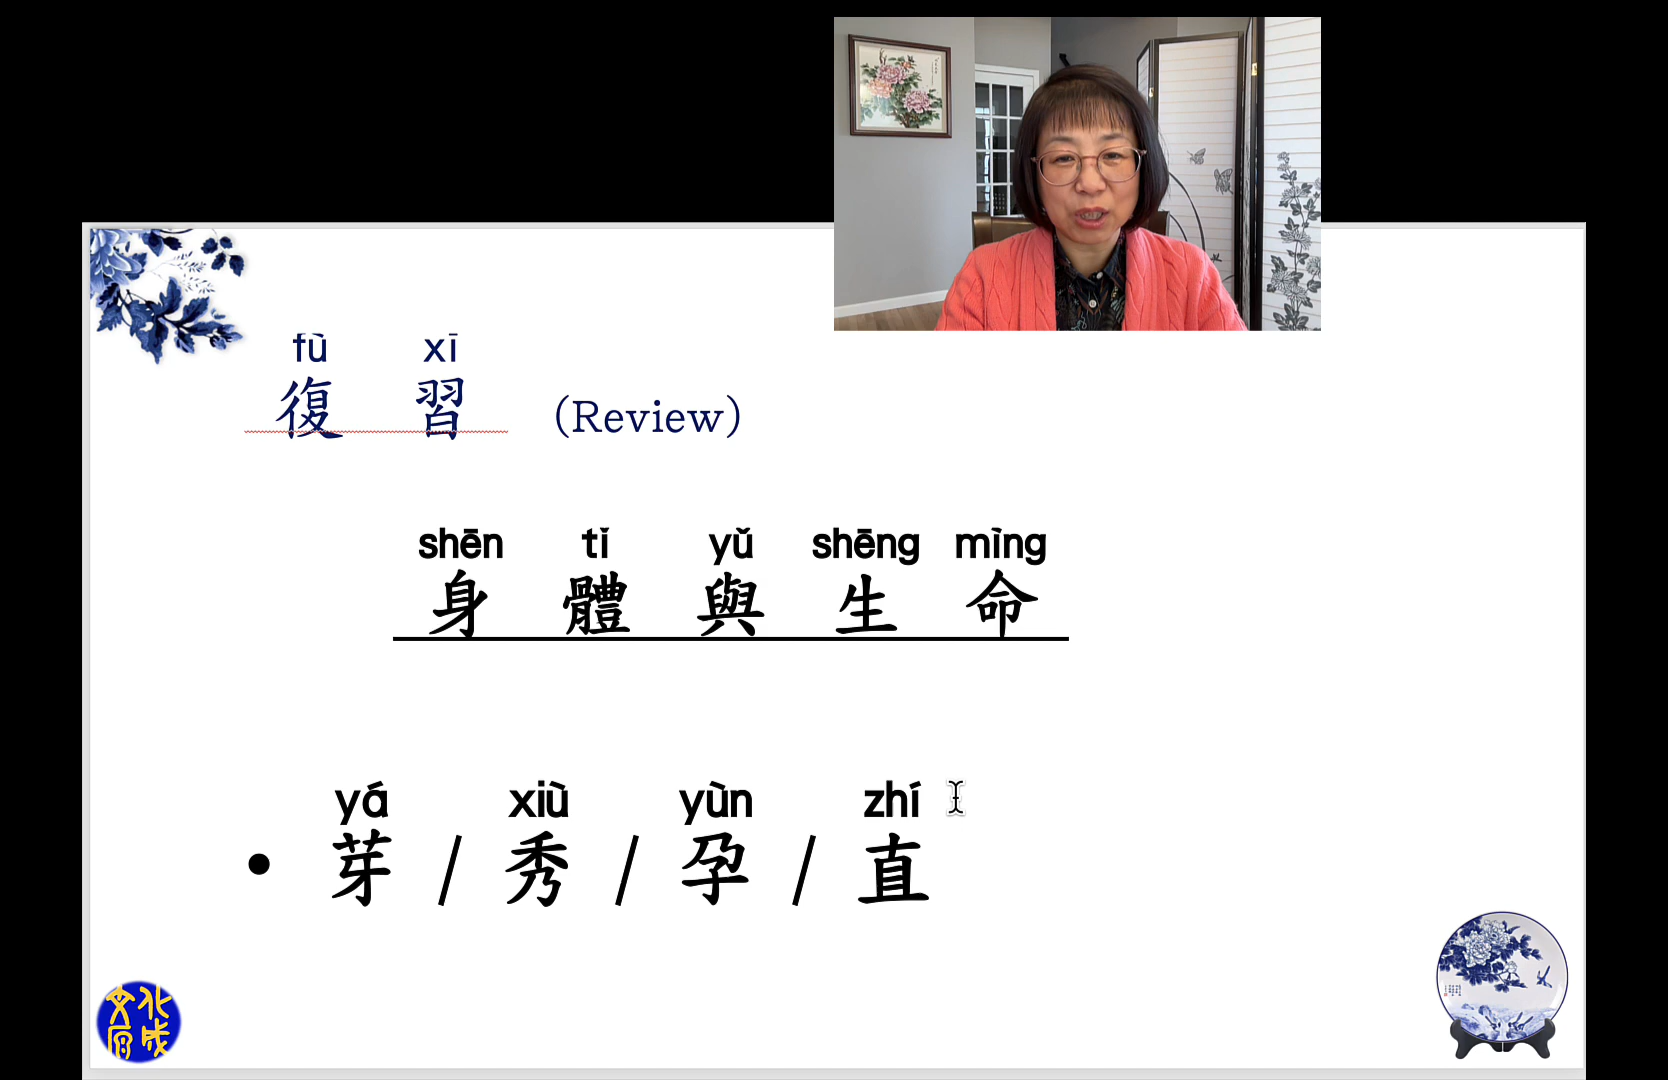 fù xī
復習 (Review)
shēn tǐ yǔ shēng mìng
身體與生命
yá xiù yùn zhí
• 芽 / 秀 / 孕 / 直